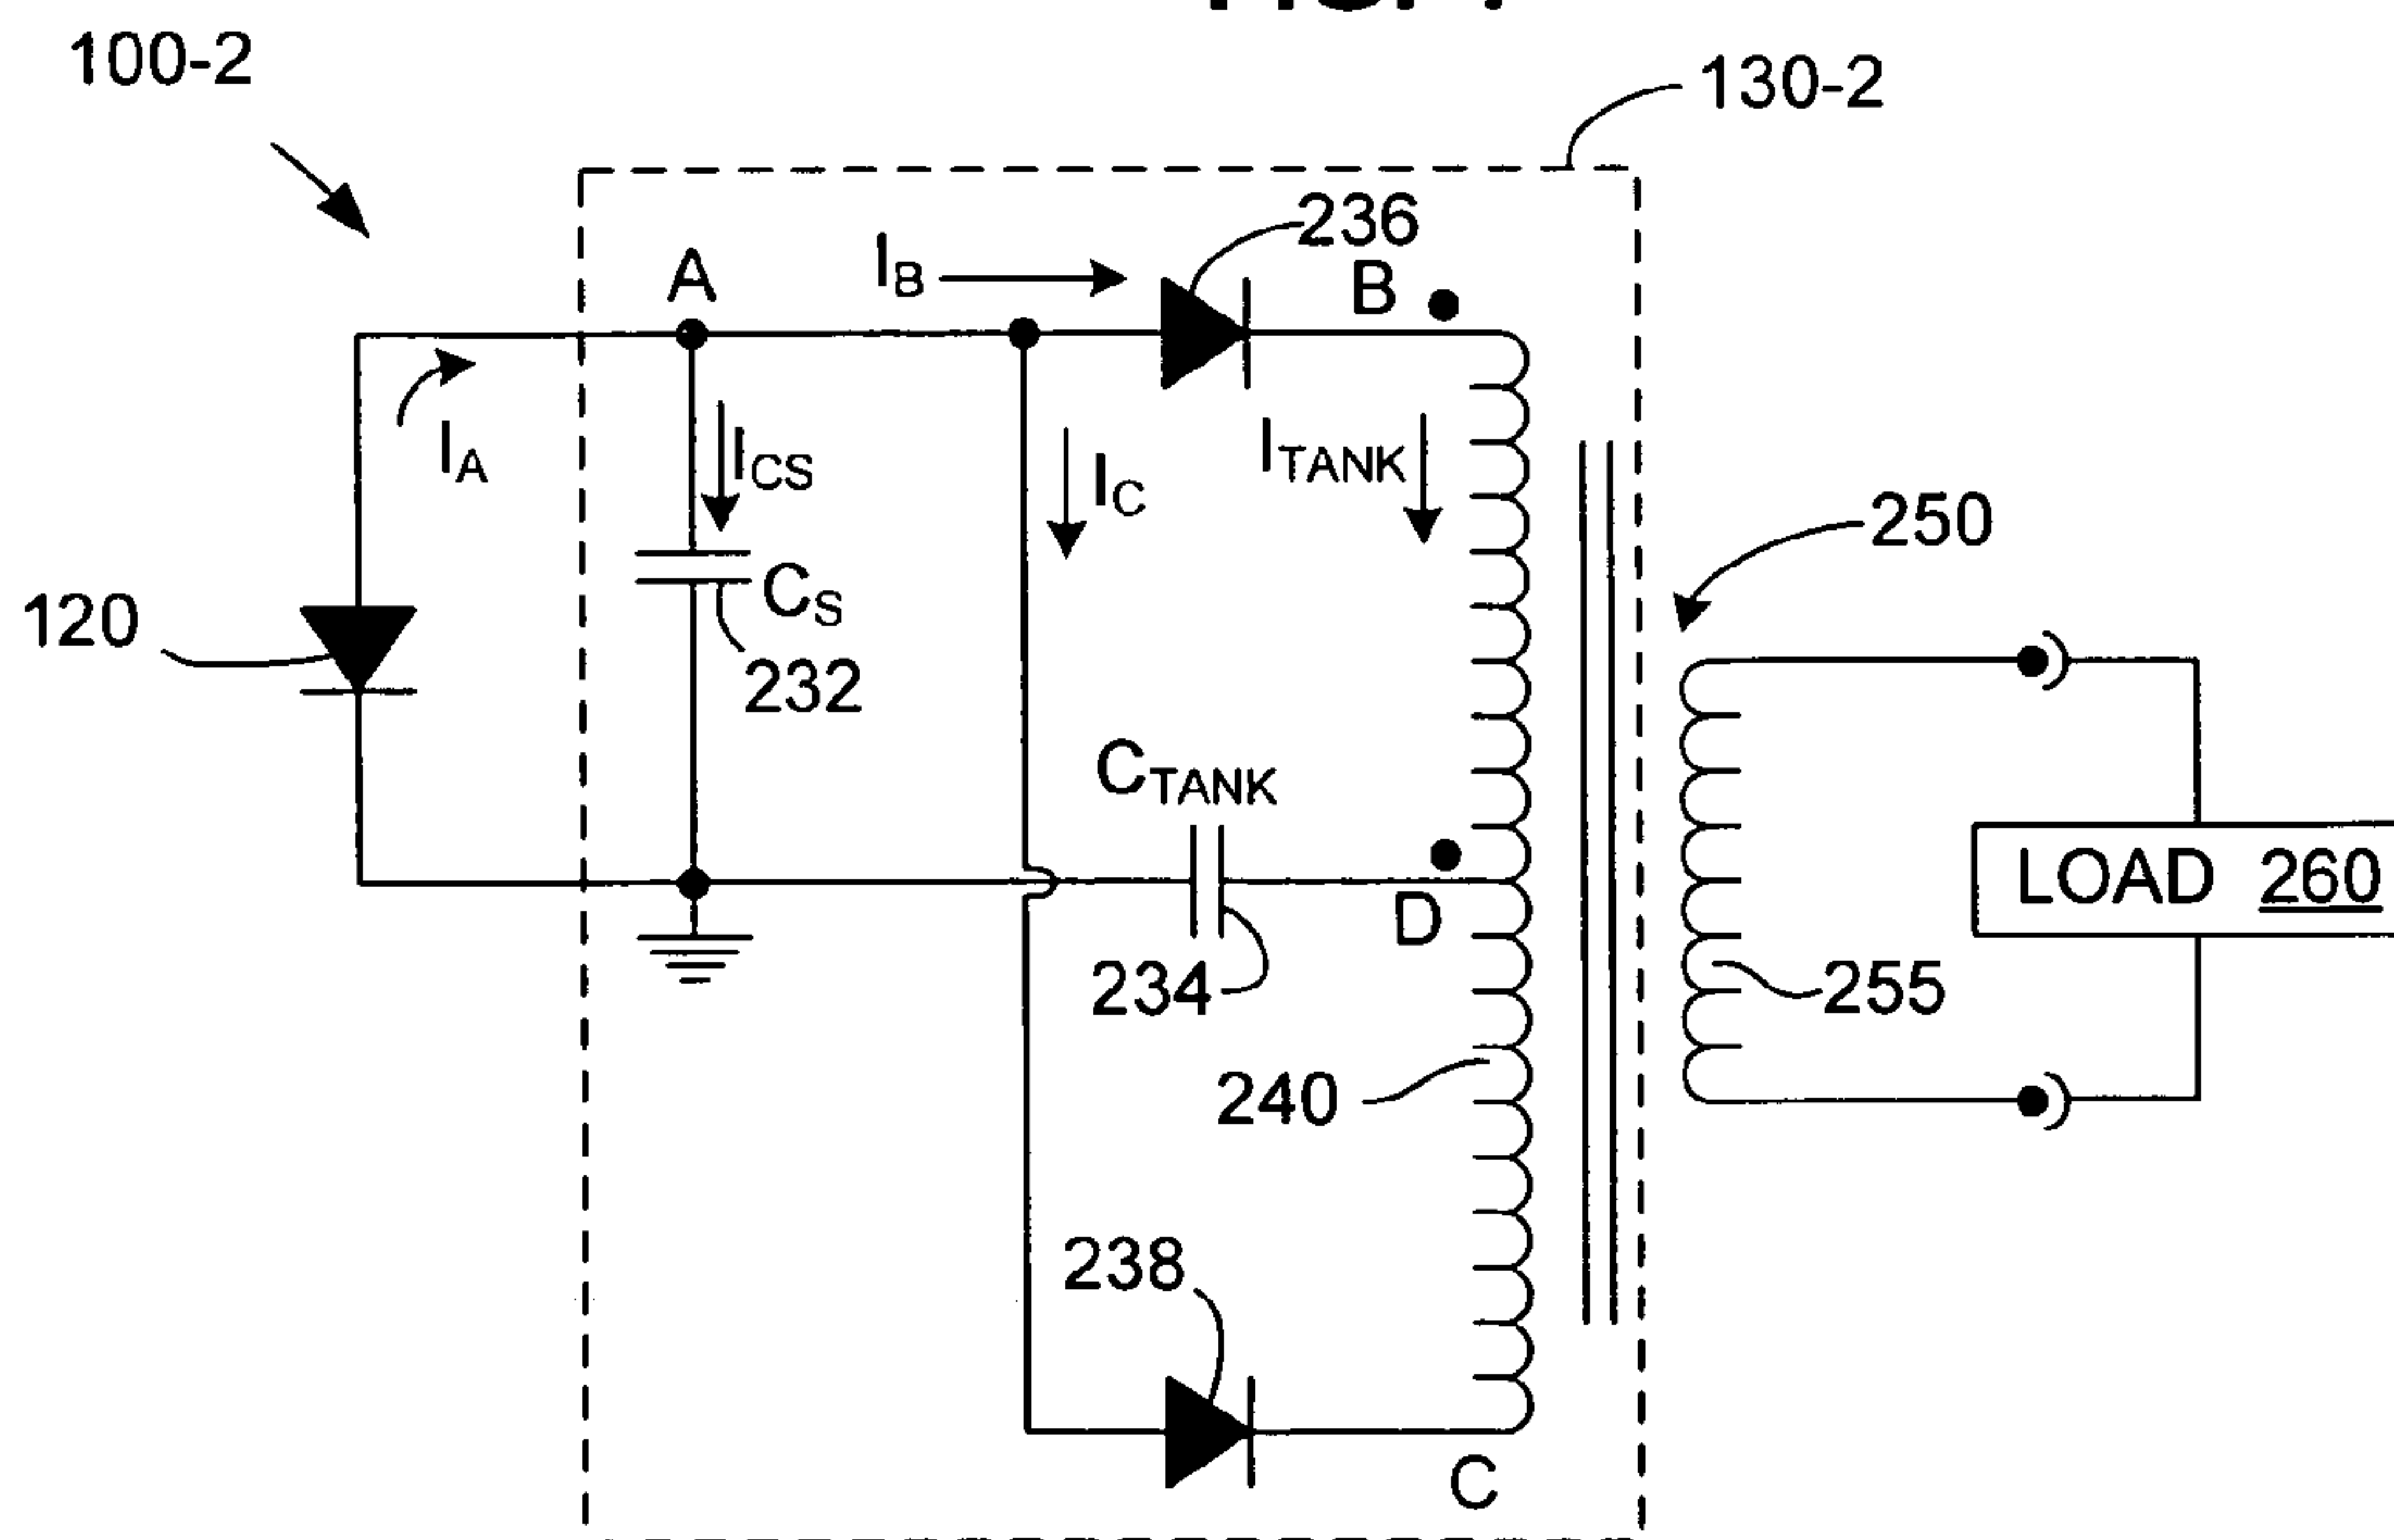 100-2
130-2
236
A
I_B
B
I_A
I_CS
I_C
I_TANK
250
120
C_S
232
C_TANK
LOAD 260
D
234
255
240
238
C